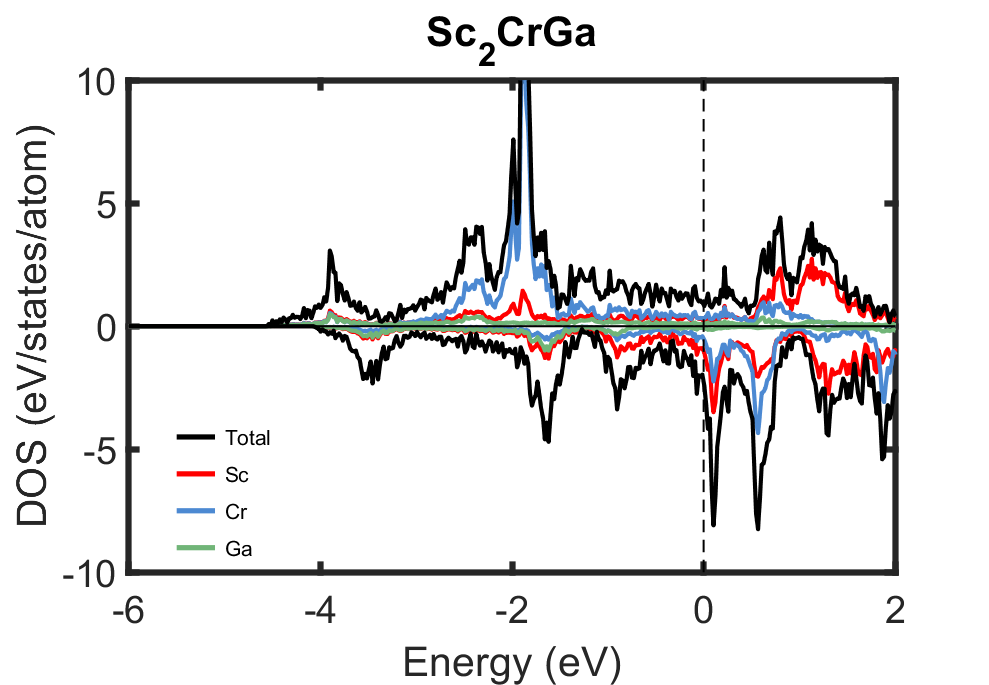 Sc₂CrGa
DOS (eV/states/atom)
10
5
0
-5
-10
Total
Sc
Cr
Ga
-6 -4 -2 0 2
Energy (eV)